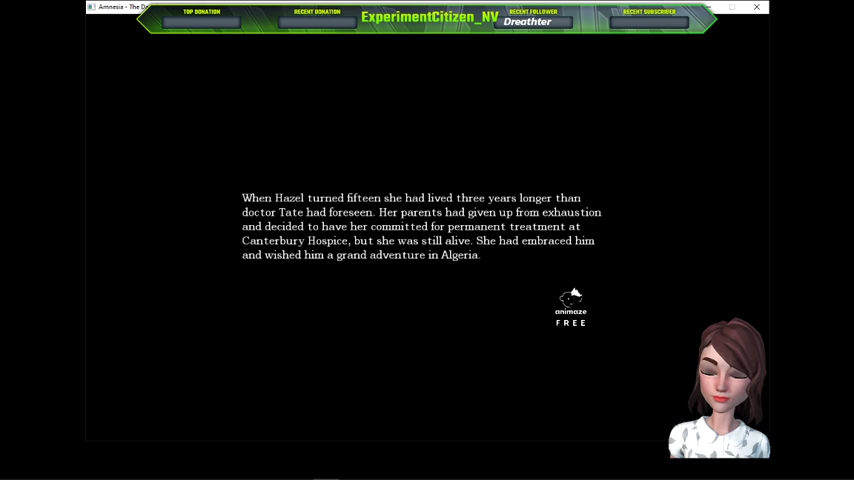 Amnesia - The Da
TOP DONATION
RECENT DONATION
ExperimentCitizen_NV
RECENT FOLLOWER
Dreathter
RECENT SUBSCRIBER
When Hazel turned fifteen she had lived three years longer than
doctor Tate had foreseen. Her parents had given up from exhaustion
and decided to have her committed for permanent treatment at
Canterbury Hospice, but she was still alive. She had embraced him
and wished him a grand adventure in Algeria.
animaze
FREE